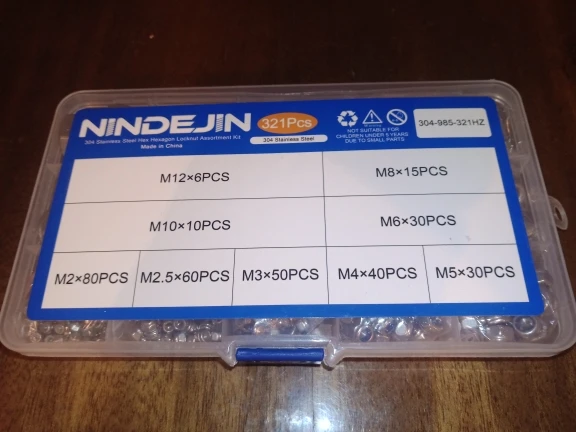 NINDEJIN
321Pcs
304 Stainless Steel Hex Hexagon Locknut Assortment Kit
304 Stainless Steel
Made in China
NOT SUITABLE FOR
CHILDREN UNDER 5 YEARS
DUE TO SMALL PARTS
304-985-321HZ
M12×6PCS
M8×15PCS
M10×10PCS
M6×30PCS
M2×80PCS
M2.5×60PCS
M3×50PCS
M4×40PCS
M5×30PCS